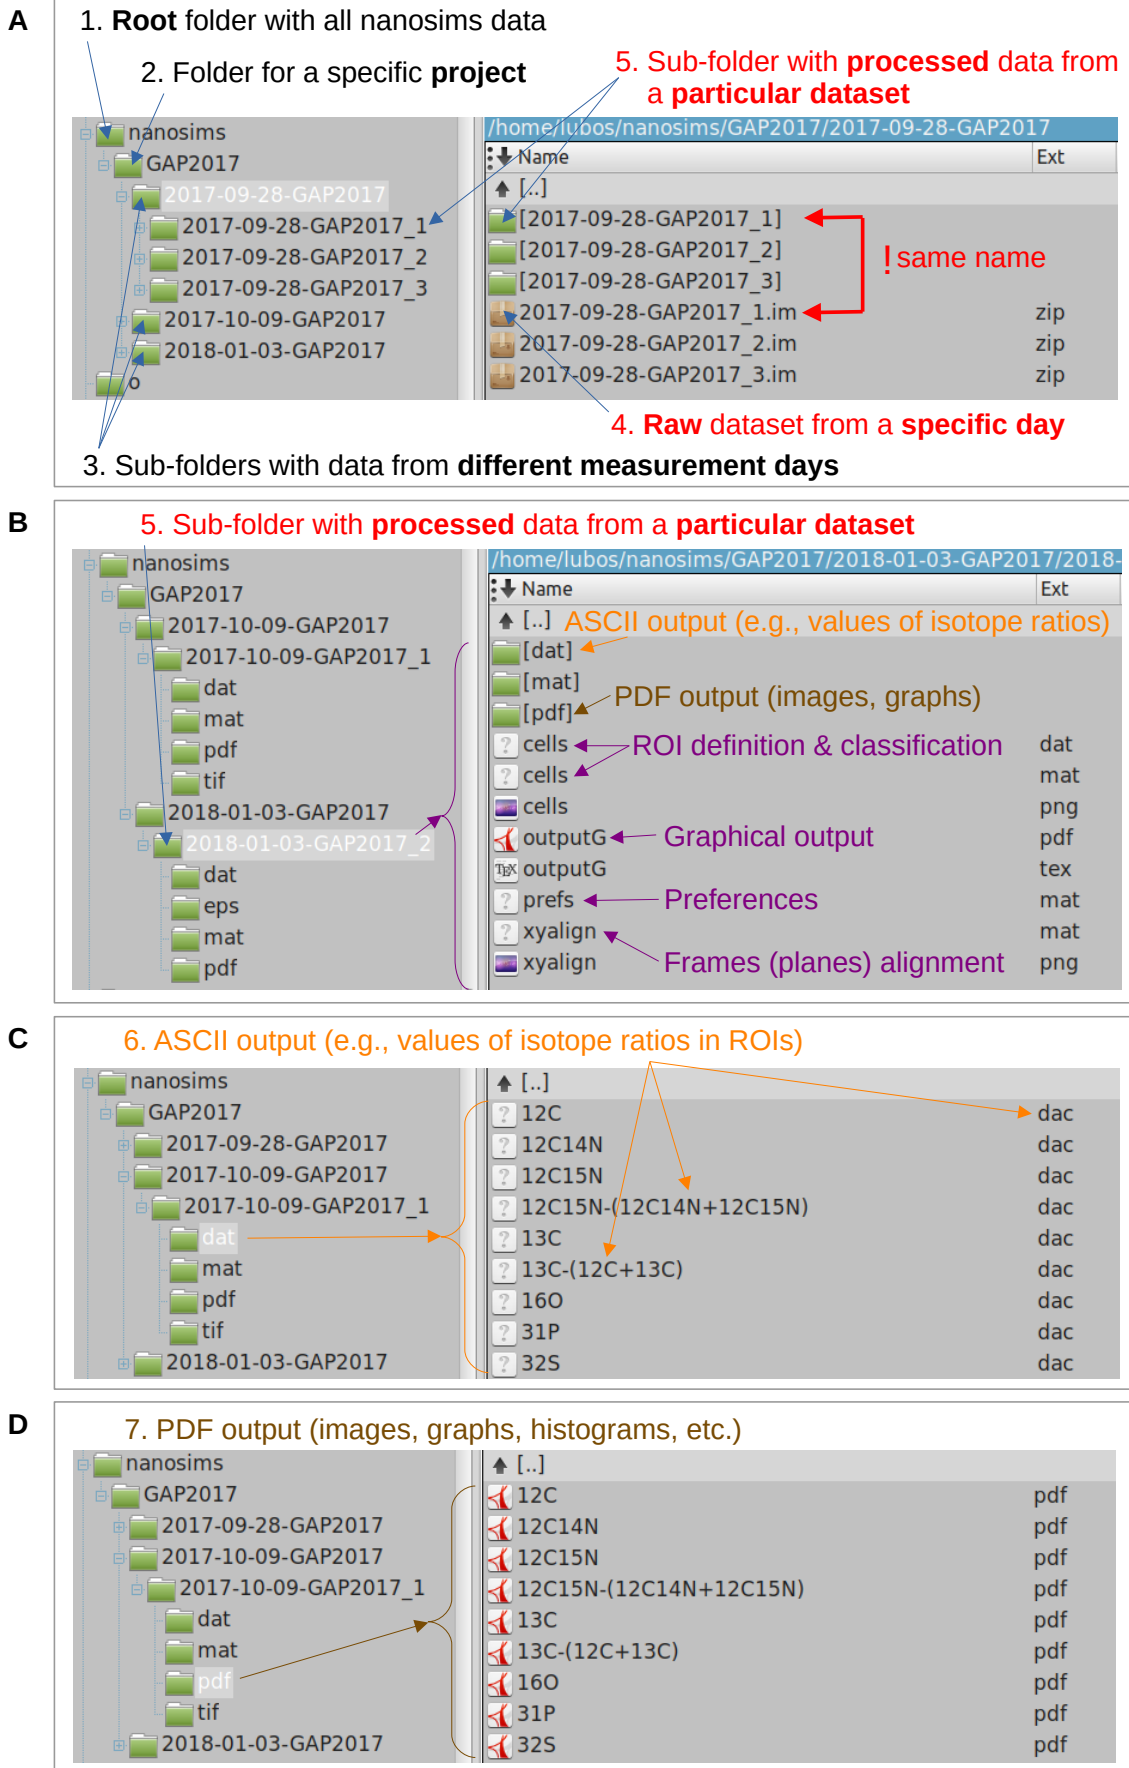 A
1. Root folder with all nanosims data
2. Folder for a specific project
5. Sub-folder with processed data from
a particular dataset
nanosims
GAP2017
2017-09-28-GAP2017
2017-09-28-GAP2017_1
2017-09-28-GAP2017_2
2017-09-28-GAP2017_3
2017-10-09-GAP2017
2018-01-03-GAP2017
o
/home/lubos/nanosims/GAP2017/2017-09-28-GAP2017
Name Ext
[..]
[2017-09-28-GAP2017_1]
[2017-09-28-GAP2017_2]
[2017-09-28-GAP2017_3]
2017-09-28-GAP2017_1.im zip
2017-09-28-GAP2017_2.im zip
2017-09-28-GAP2017_3.im zip
! same name
4. Raw dataset from a specific day
3. Sub-folders with data from different measurement days
B
5. Sub-folder with processed data from a particular dataset
nanosims
GAP2017
2017-10-09-GAP2017
2017-10-09-GAP2017_1
dat
mat
pdf
tif
2018-01-03-GAP2017
2018-01-03-GAP2017_2
dat
eps
mat
pdf
/home/lubos/nanosims/GAP2017/2018-01-03-GAP2017/2018-
Name Ext
[..] ASCII output (e.g., values of isotope ratios)
[dat]
[mat]
PDF output (images, graphs)
[pdf]
cells ROI definition & classification dat
cells mat
cells png
outputG Graphical output pdf
TEX outputG tex
prefs Preferences mat
xyalign mat
xyalign Frames (planes) alignment png
C
6. ASCII output (e.g., values of isotope ratios in ROIs)
nanosims
GAP2017
2017-09-28-GAP2017
2017-10-09-GAP2017
2017-10-09-GAP2017_1
dat
mat
pdf
tif
2018-01-03-GAP2017
[..]
12C dac
12C14N dac
12C15N dac
12C15N-(12C14N+12C15N) dac
13C dac
13C-(12C+13C) dac
16O dac
31P dac
32S dac
D
7. PDF output (images, graphs, histograms, etc.)
nanosims
GAP2017
2017-09-28-GAP2017
2017-10-09-GAP2017
2017-10-09-GAP2017_1
dat
mat
pdf
tif
2018-01-03-GAP2017
[..]
12C pdf
12C14N pdf
12C15N pdf
12C15N-(12C14N+12C15N) pdf
13C pdf
13C-(12C+13C) pdf
16O pdf
31P pdf
32S pdf